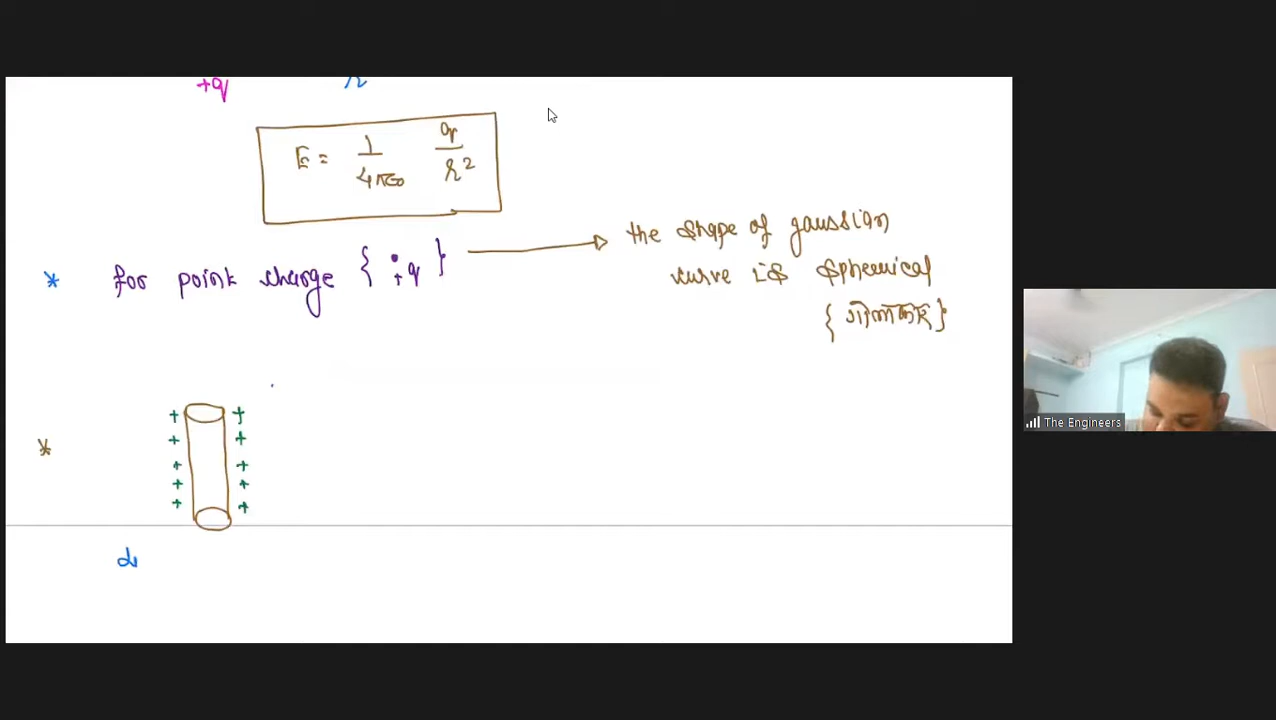 +q r
E = 1/4πε0 q/r²
the shape of gaussian
* for point charge { +q }
curve is spherical
{ गोलाकार }
+ +
+ +
* + +
+ +
+ +
The Engineers